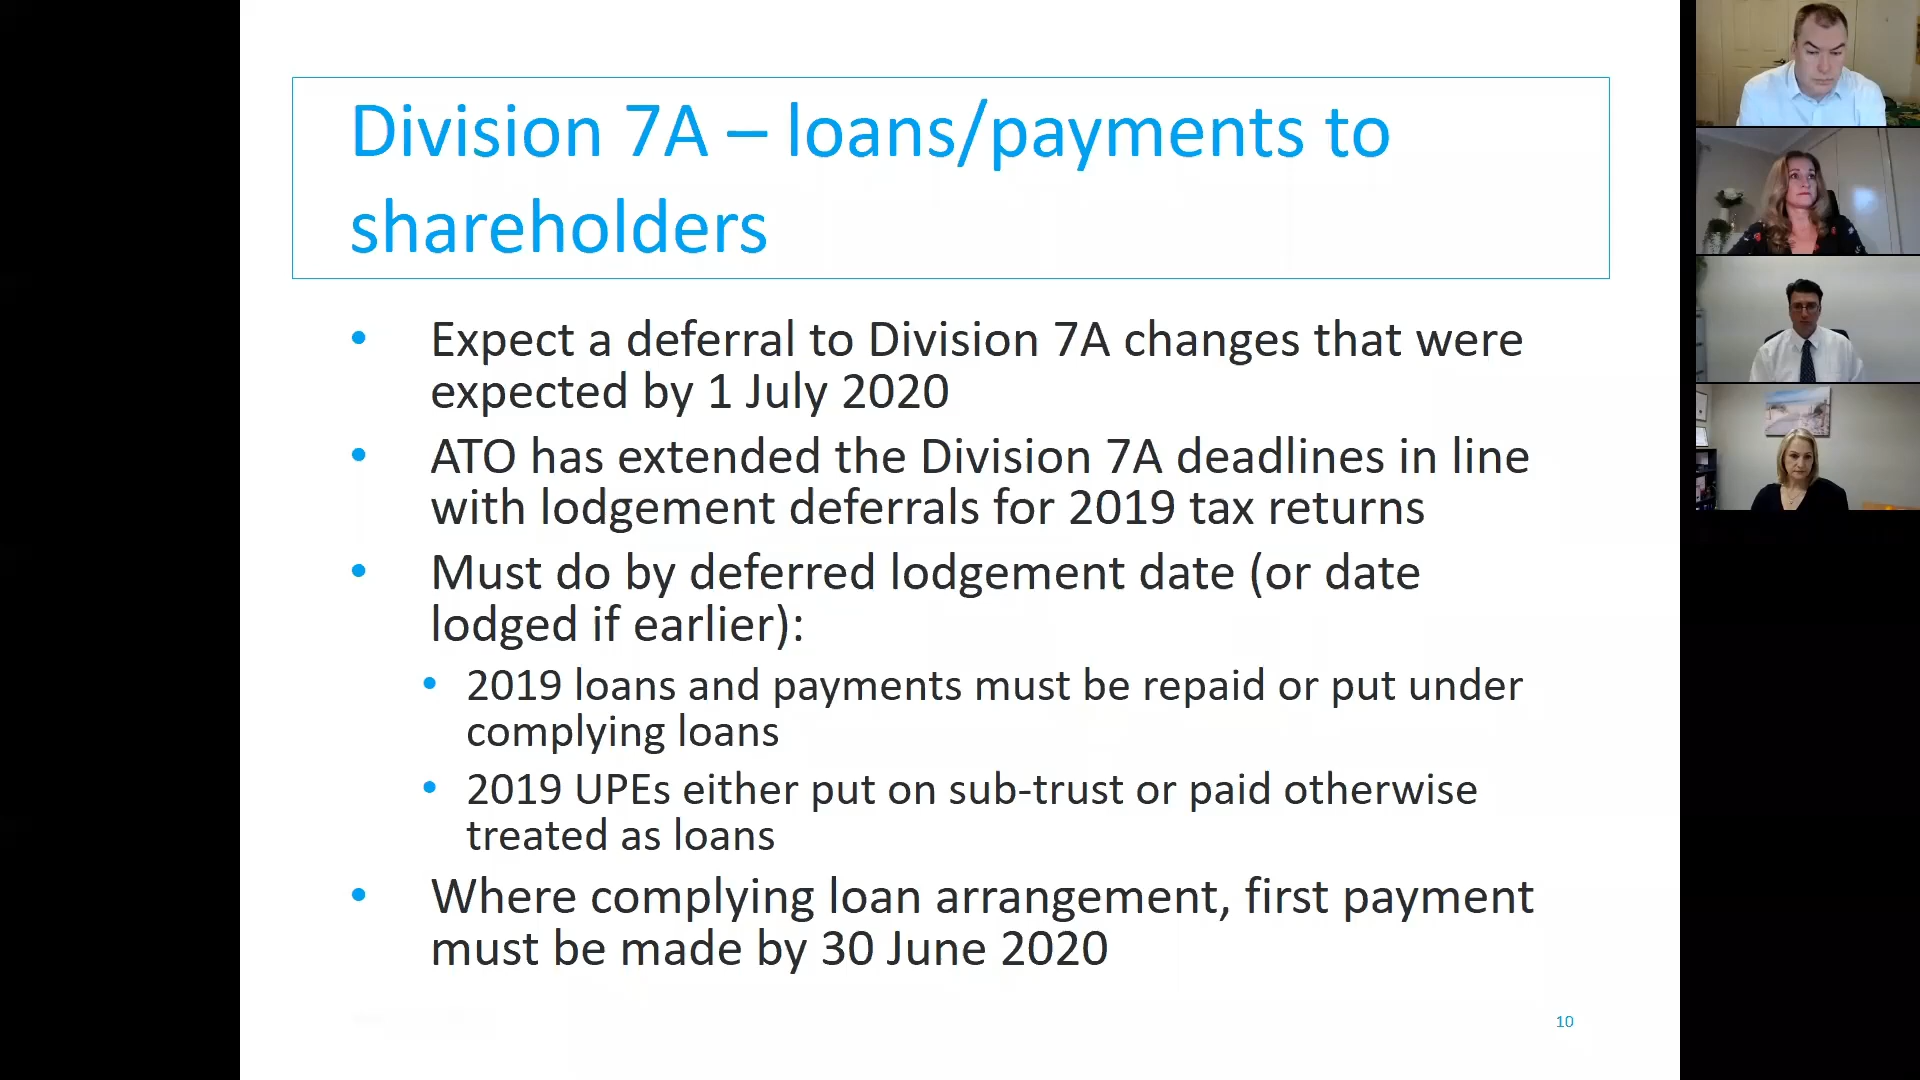 Division 7A – loans/payments to
shareholders
• Expect a deferral to Division 7A changes that were
expected by 1 July 2020
• ATO has extended the Division 7A deadlines in line
with lodgement deferrals for 2019 tax returns
• Must do by deferred lodgement date (or date
lodged if earlier):
• 2019 loans and payments must be repaid or put under
complying loans
• 2019 UPEs either put on sub-trust or paid otherwise
treated as loans
• Where complying loan arrangement, first payment
must be made by 30 June 2020
10